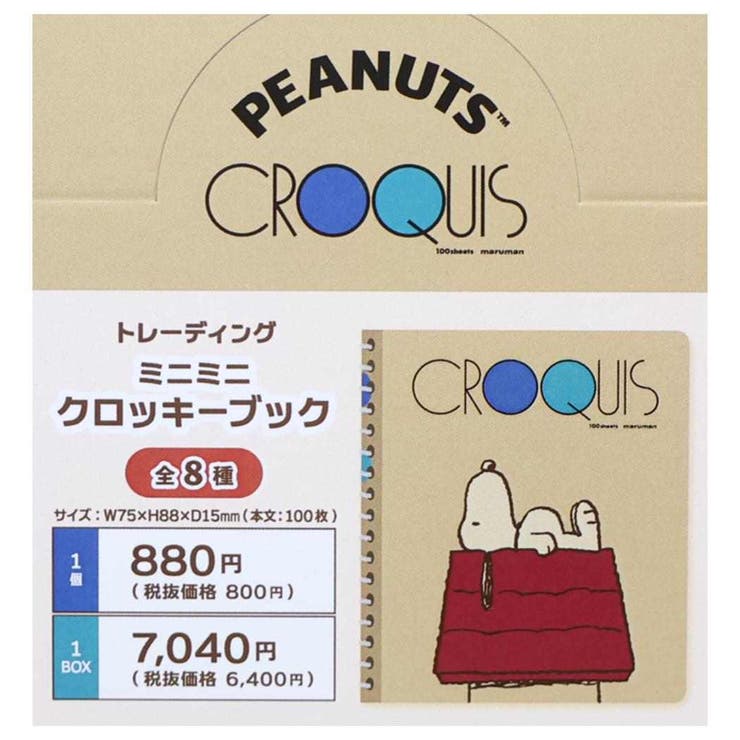 PEANUTS™
CROQUIS
100sheets maruman
トレーディング
ミニミニ
クロッキーブック
全8種
サイズ：W75×H88×D15mm（本文：100枚）
1個
880円
（税抜価格 800円）
1BOX
7,040円
（税抜価格 6,400円）
CROQUIS
100sheets maruman